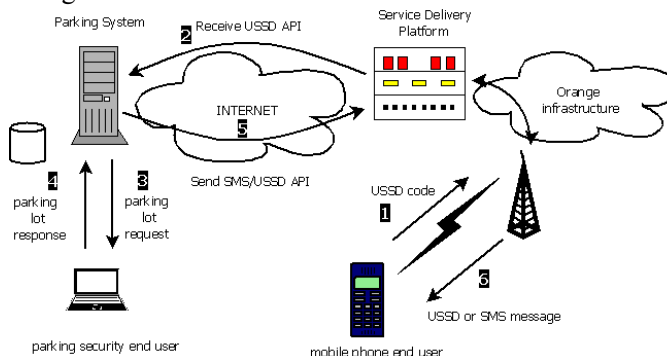 Parking System
Receive USSD API
2
Service Delivery
Platform
INTERNET
5
Orange
infrastructure
Send SMS/USSD API
4
parking
lot
response
3
parking
lot
request
USSD code
1
6
USSD or SMS message
parking security end user
mobile phone end user